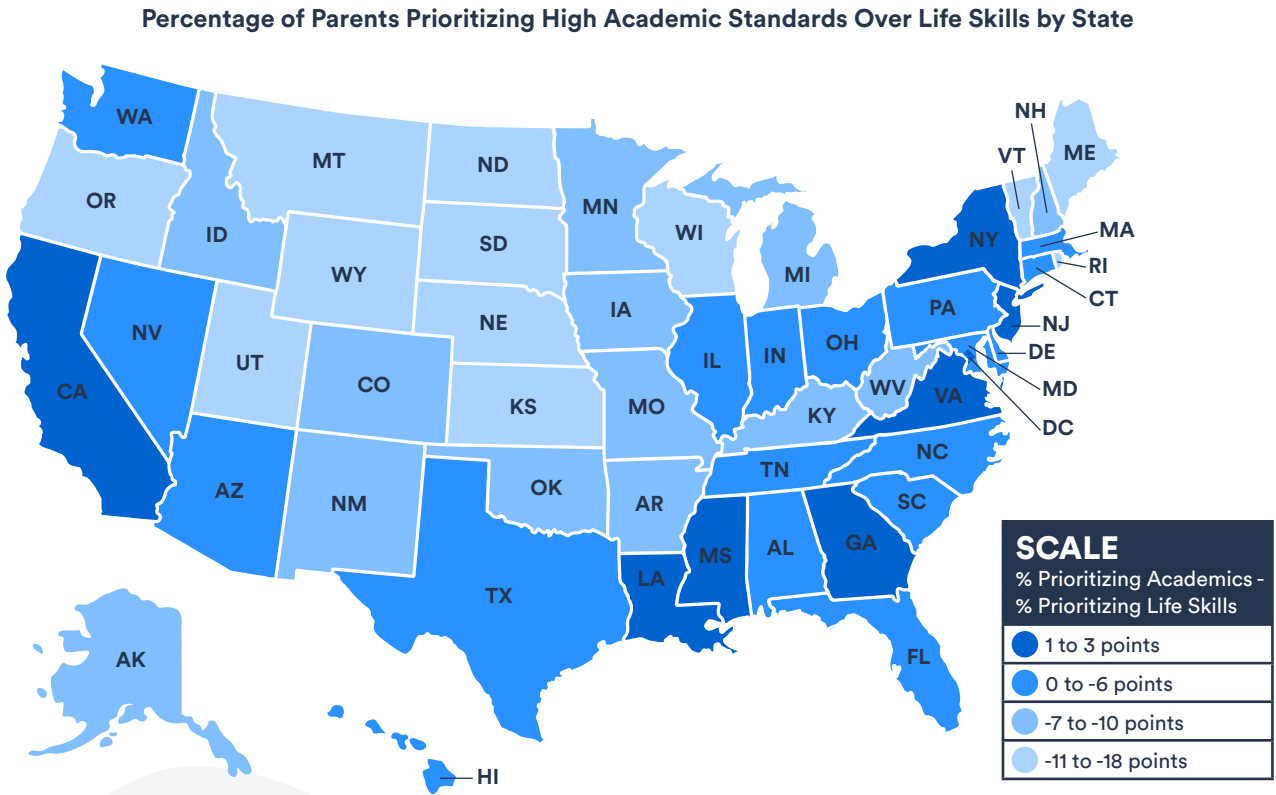 Percentage of Parents Prioritizing High Academic Standards Over Life Skills by State
NH
WA
VT
ME
MT
ND
OR
MN
ID
WI
NY
MA
SD
RI
WY
MI
CT
NE
IA
PA
NJ
NV
OH
DE
UT
IL
IN
CO
WV
MD
CA
VA
KS
MO
KY
DC
NC
TN
AZ
OK
NM
AR
SC
GA
AL
MS
LA
TX
FL
AK
HI
SCALE
% Prioritizing Academics -
% Prioritizing Life Skills
1 to 3 points
0 to -6 points
-7 to -10 points
-11 to -18 points